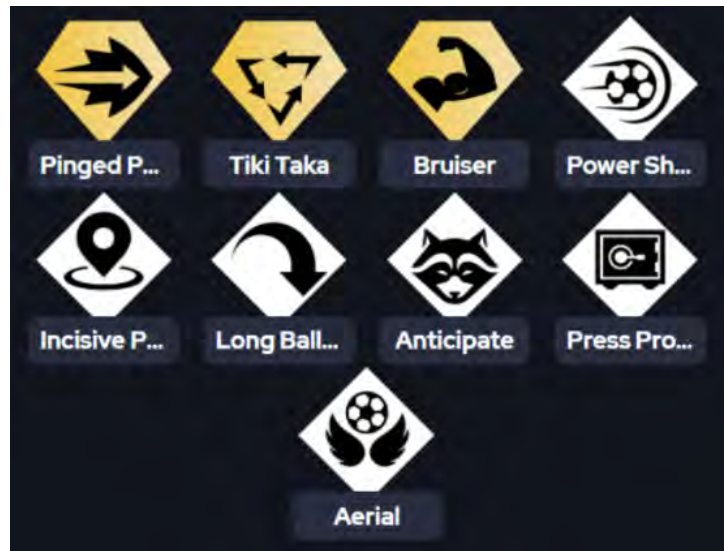 Pinged P...
Tiki Taka
Bruiser
Power Sh...
Incisive P...
Long Ball...
Anticipate
Press Pro...
Aerial